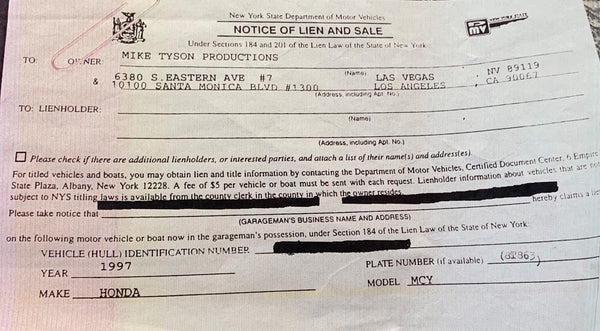 New York State Department of Motor Vehicles
NOTICE OF LIEN AND SALE
Under Sections 184 and 201 of the Lien Law of the State of New York
NEW YORK STATE
DMV
TO: OWNER: MIKE TYSON PRODUCTIONS
(Name)
& 6380 S.EASTERN AVE #7 LAS VEGAS , NV 89119
10100 SANTA MONICA BLVD #1300 LOS ANGELES , CA 90067
(Address, including Apt. No.)
TO: LIENHOLDER:
(Name)
(Address, including Apt. No.)
Please check if there are additional lienholders, or interested parties, and attach a list of their name(s) and address(es).
For titled vehicles and boats, you may obtain lien and title information by contacting the Department of Motor Vehicles, Certified Document Center, 6 Empire
State Plaza, Albany, New York 12228. A fee of $5 per vehicle or boat must be sent with each request. Lienholder information about vehicles that are not
subject to NYS titling laws is available from the county clerk in the county in which the owner resides.
Please take notice that hereby claims a
(GARAGEMAN'S BUSINESS NAME AND ADDRESS)
on the following motor vehicle or boat now in the garageman's possession, under Section 184 of the Lien Law of the State of New York:
VEHICLE (HULL) IDENTIFICATION NUMBER
YEAR 1997 PLATE NUMBER (if available)
MAKE HONDA MODEL MCY